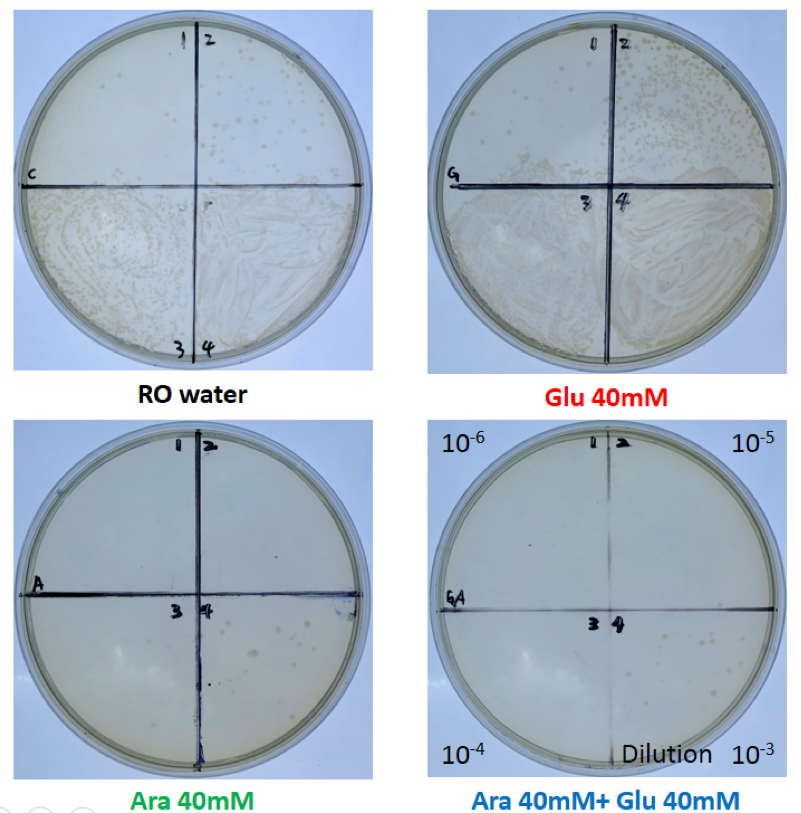 1 2
C
3 4
RO water
1 2
G
3 4
Glu 40mM
1 2
A
3 4
Ara 40mM
10-6 1 2 10-5
GA
3 4
10-4 Dilution 10-3
Ara 40mM+ Glu 40mM